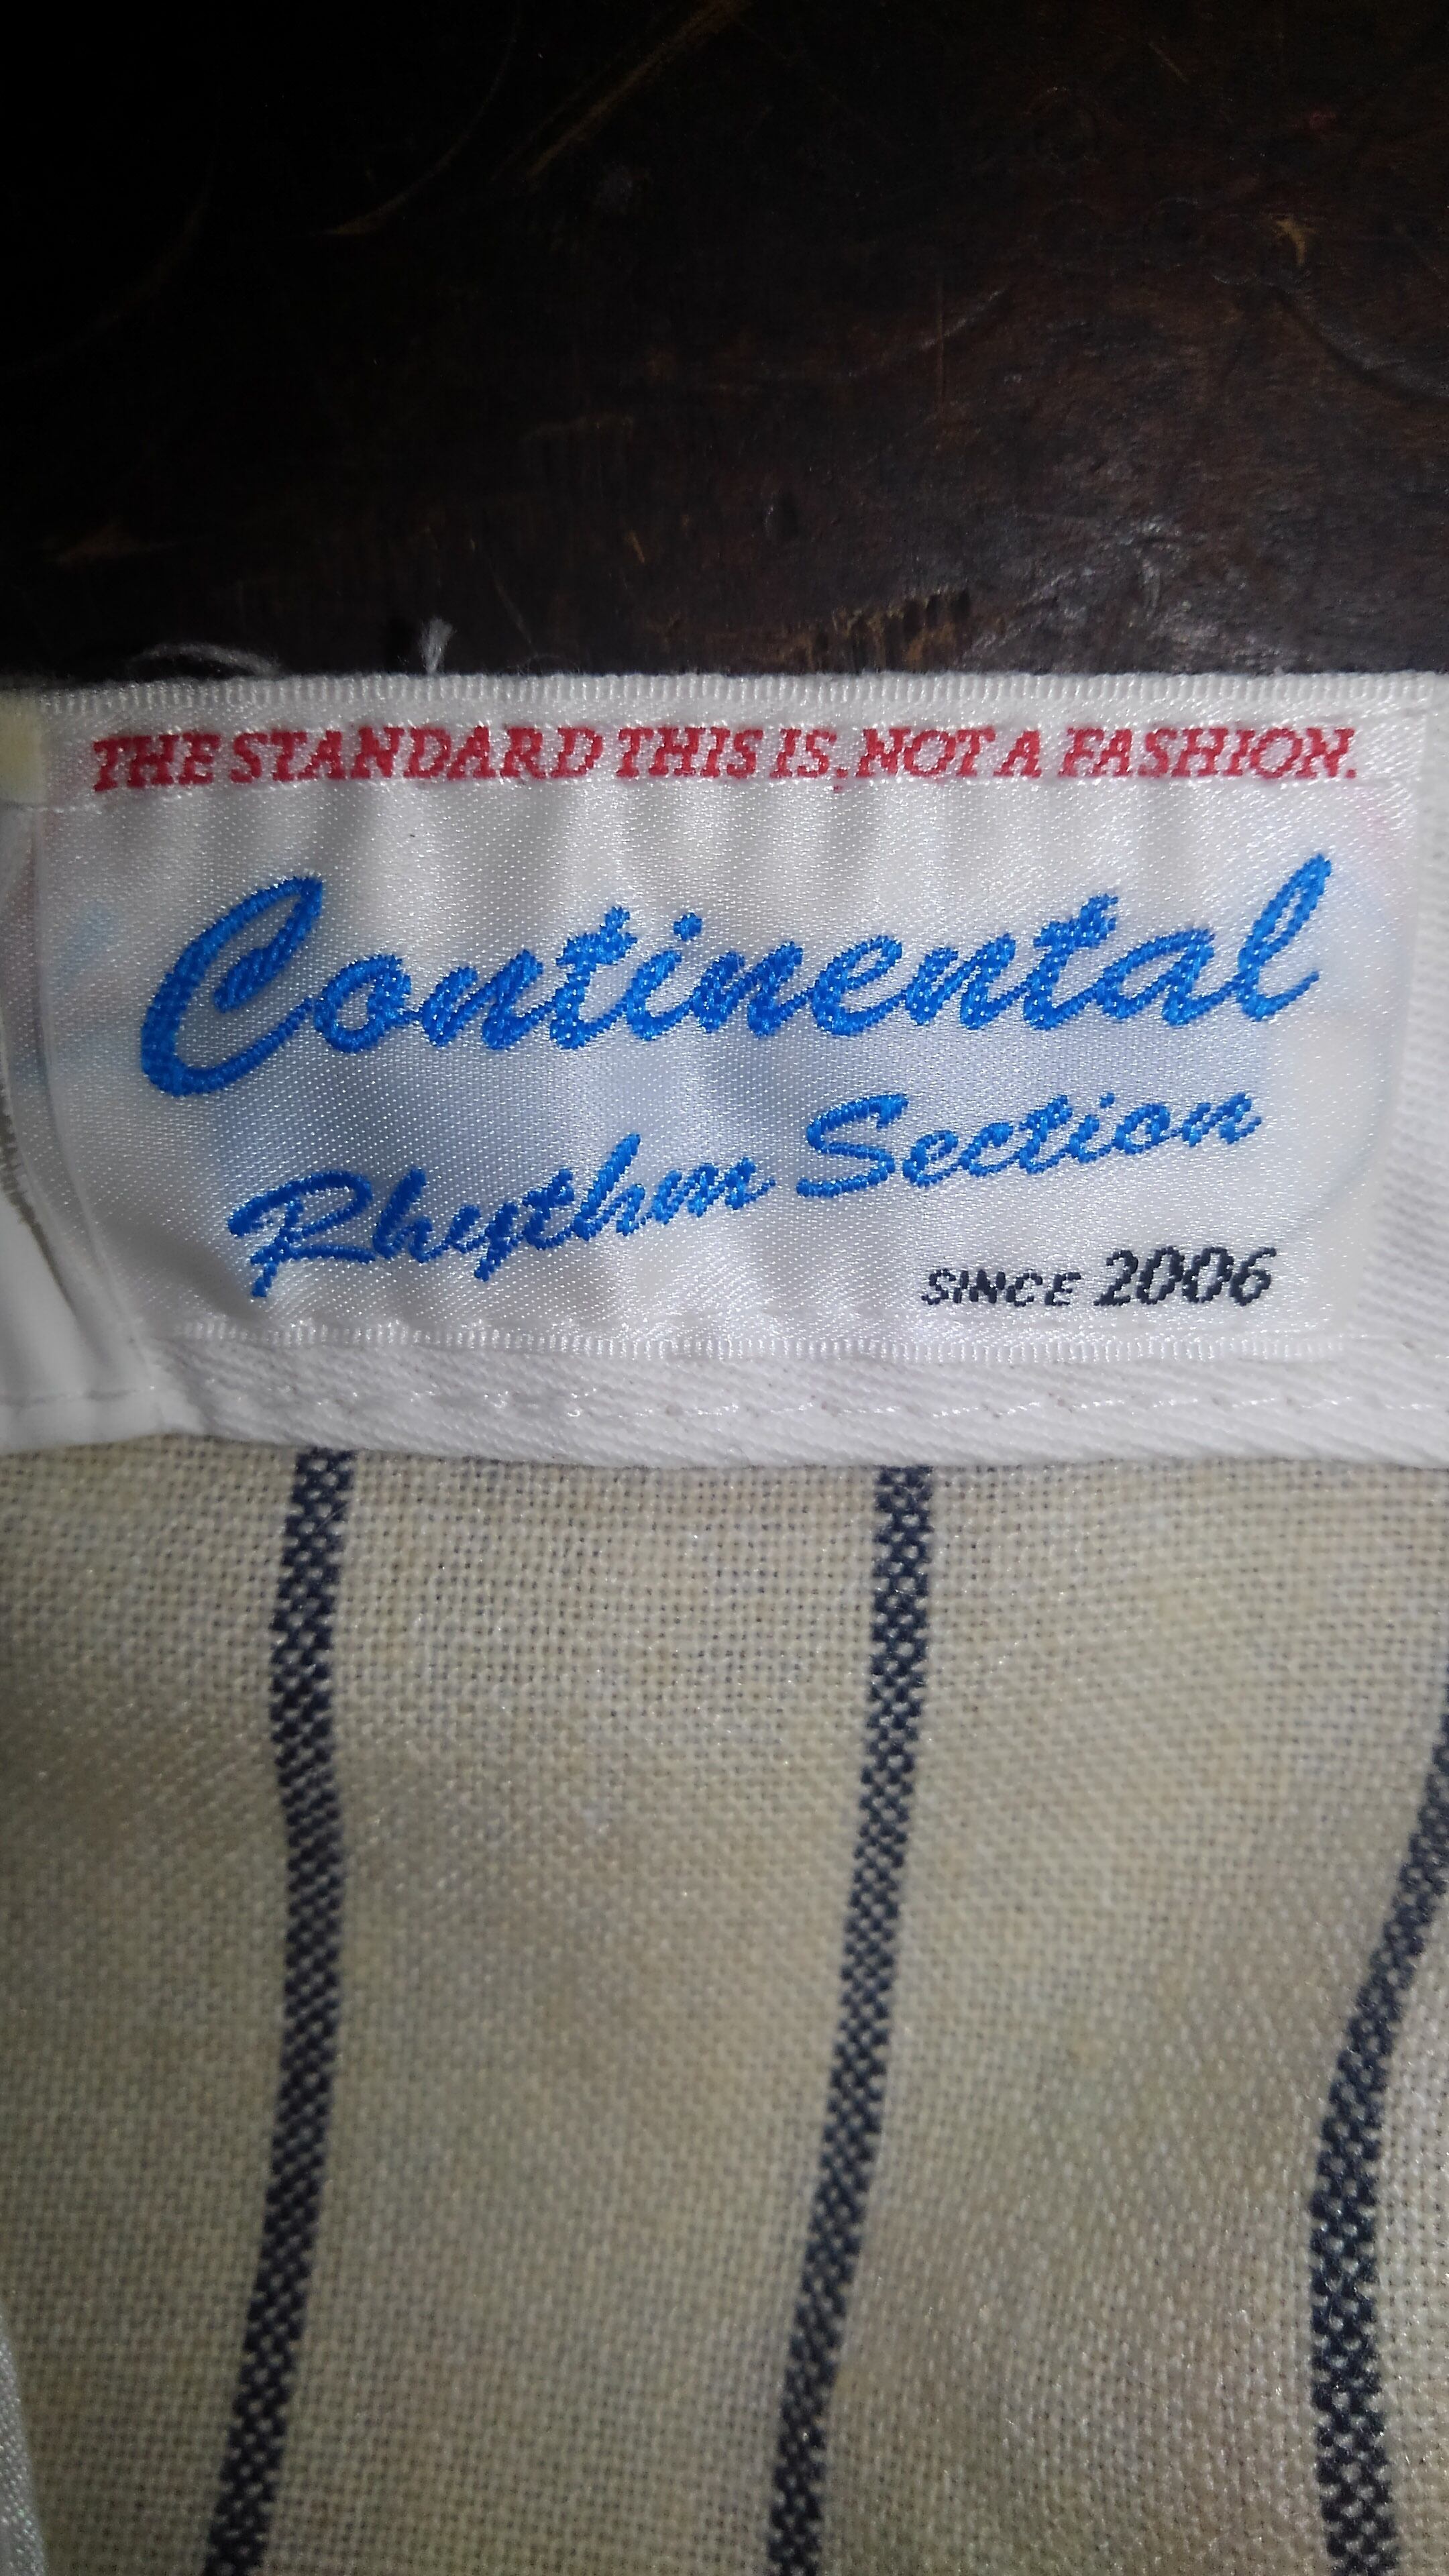 THE STANDARD THIS IS, NOT A FASHION.
Continental
Rhythm Section
SINCE 2006